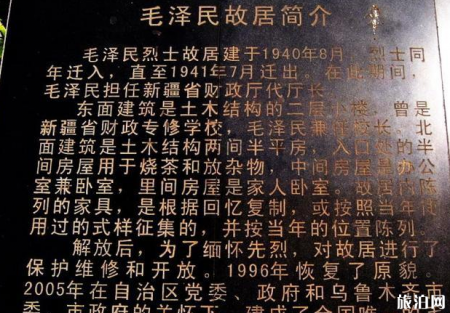 毛泽民故居简介
毛泽民烈士故居建于1940年8月，烈士同
年迁入，直至1941年7月迁出。在此期间，
毛泽民担任新疆省财政厅代厅长
东面建筑是土木结构的二层小楼，曾是
新疆省财政专修学校，毛泽民兼任校长。北
面建筑是土木结构两间半平房，入口处的半
间房屋用于烧茶和放杂物，中间房屋是办公
室兼卧室，里间房屋是家人卧室。故居内陈
列的家具，是根据回忆复制，或按照当年使
用过的式样征集的，并按当年的位置陈列。
解放后，为了缅怀先烈，对故居进行了
保护维修和开放。1996年恢复了原貌。
2005年在自治区党委、政府和乌鲁木齐市
委、市政府的关怀下，建成了全国唯一
旅泊网